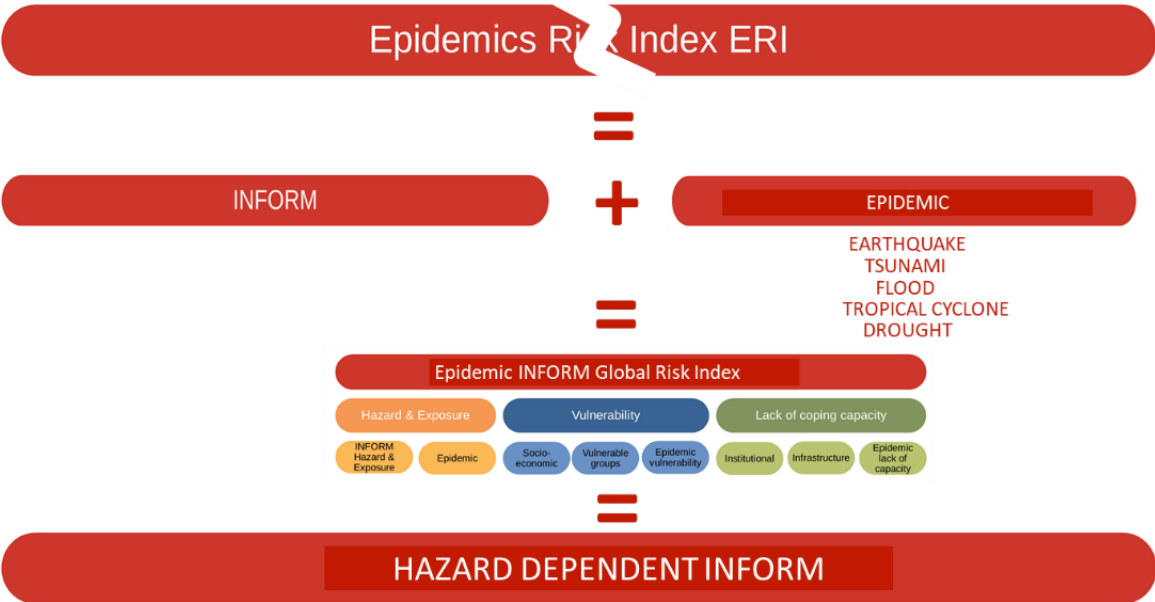 Epidemics Risk Index ERI
=
INFORM
+
EPIDEMIC
EARTHQUAKE
TSUNAMI
FLOOD
TROPICAL CYCLONE
DROUGHT
=
Epidemic INFORM Global Risk Index
Hazard & Exposure
Vulnerability
Lack of coping capacity
INFORM
Hazard &
Exposure
Epidemic
Socio-
economic
Vulnerable
groups
Epidemic
vulnerability
Institutional
Infrastructure
Epidemic
lack of
capacity
=
HAZARD DEPENDENT INFORM